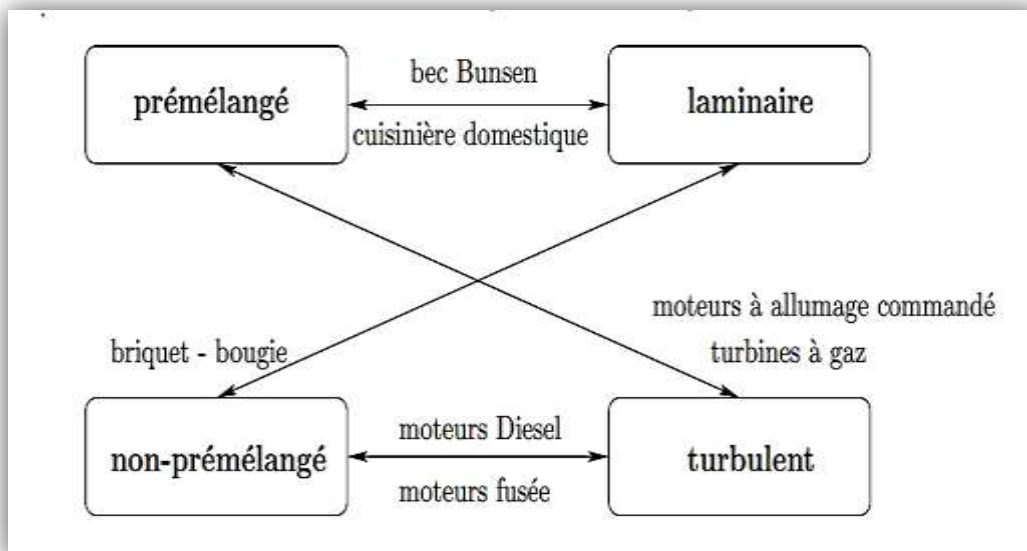 bec Bunsen
prémélangé
laminaire
cuisinière domestique
moteurs à allumage commandé
briquet - bougie
turbines à gaz
moteurs Diesel
non-prémélangé
turbulent
moteurs fusée